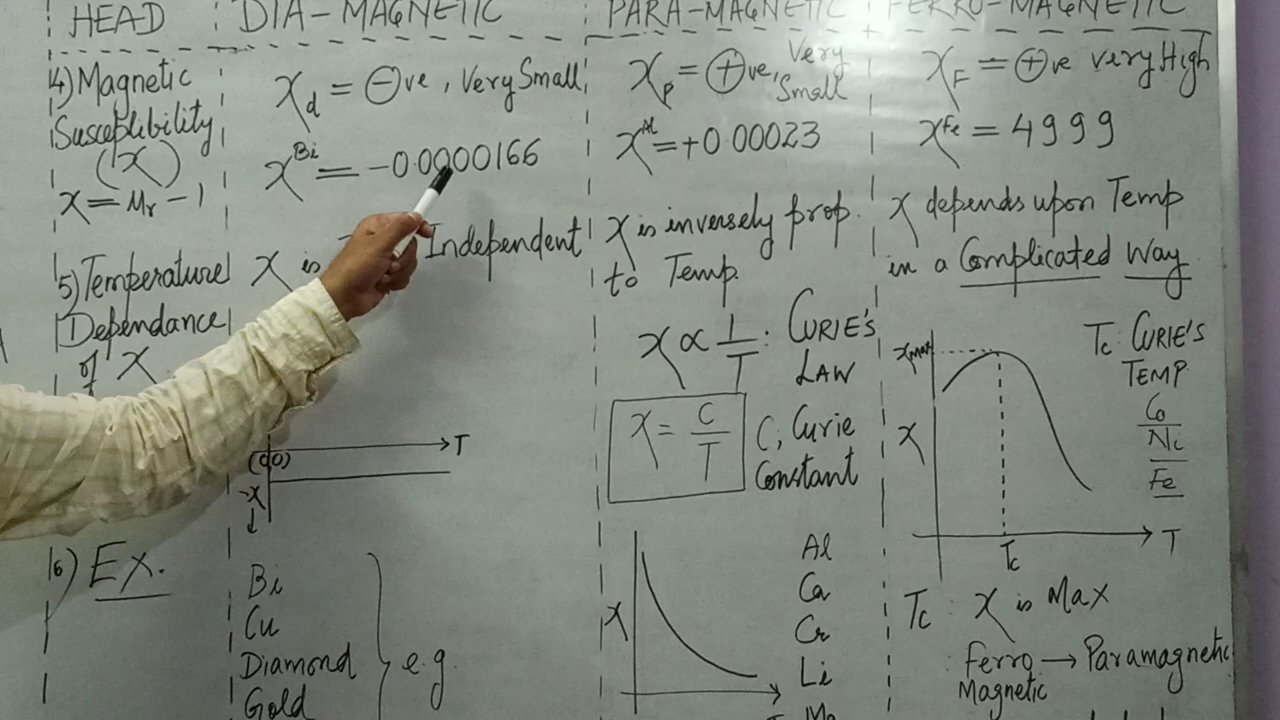 HEAD : DIA-MAGNETIC PARA-MAGNETIC FERRO-MAGNETIC
4) Magnetic
Susceptibility
(χ)
χ = μr - 1
χd = ⊖ve, Very Small
χ^Bi = -0.0000166
χp = ⊕ve, Very
Small
χ^Al = +0.00023
χF = ⊕ve very High
χ^Fe = 4999
5) Temperature
Dependance
of χ
χ is Independent
(0,0)
T
-χ
χ is inversely prop.
to Temp.
χ ∝ 1/T : CURIE'S
LAW
χ = C/T
C, Curie
Constant
χ
χ depends upon Temp
in a Complicated Way
χmax
χ
Tc
T
Tc: CURIE'S
TEMP
Co
Ni
Fe
6) Ex.
Bi
Cu
Diamond
Gold
e.g.
Al
Ca
Cr
Li
Tc : χ is Max
: Ferro → Paramagnetic
Magnetic